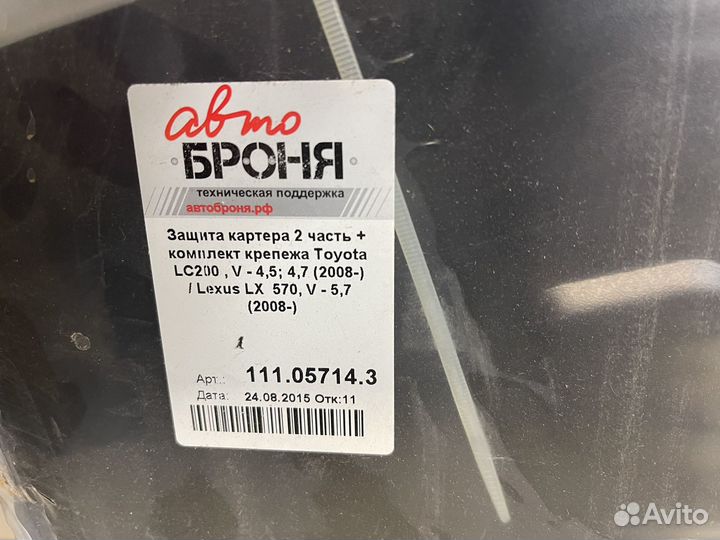 авто
БРОНЯ
техническая поддержка
автоброня.рф
Защита картера 2 часть +
комплект крепежа Toyota
LC200 , V - 4,5; 4,7 (2008-)
/ Lexus LX 570, V - 5,7
(2008-)
Арт.: 111.05714.3
Дата: 24.08.2015 Отк:11
Avito